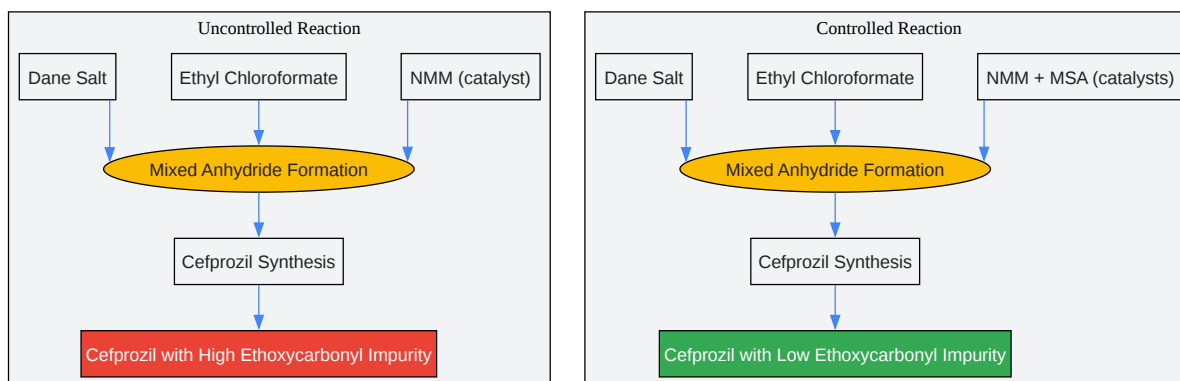 Uncontrolled Reaction
Dane Salt
Ethyl Chloroformate
NMM (catalyst)
Mixed Anhydride Formation
Cefprozil Synthesis
Cefprozil with High Ethoxycarbonyl Impurity
Controlled Reaction
Dane Salt
Ethyl Chloroformate
NMM + MSA (catalysts)
Mixed Anhydride Formation
Cefprozil Synthesis
Cefprozil with Low Ethoxycarbonyl Impurity